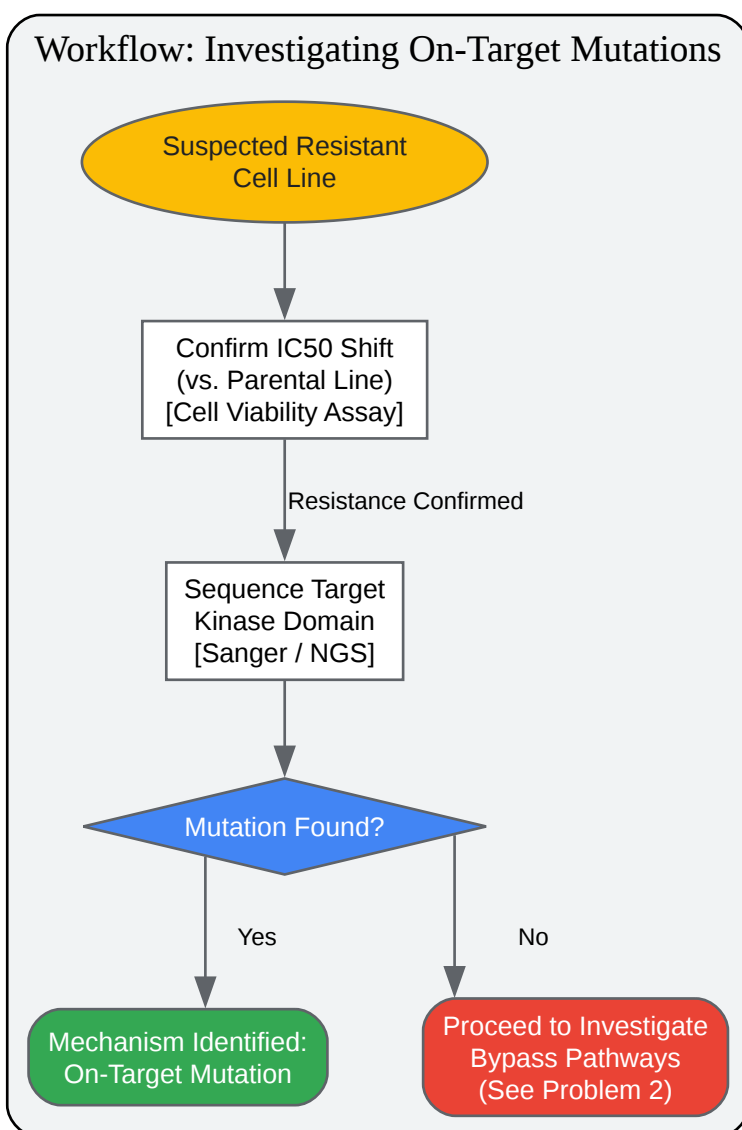 Workflow: Investigating On-Target Mutations
Suspected Resistant
Cell Line
Confirm IC50 Shift
(vs. Parental Line)
[Cell Viability Assay]
Resistance Confirmed
Sequence Target
Kinase Domain
[Sanger / NGS]
Mutation Found?
Yes
No
Mechanism Identified:
On-Target Mutation
Proceed to Investigate
Bypass Pathways
(See Problem 2)